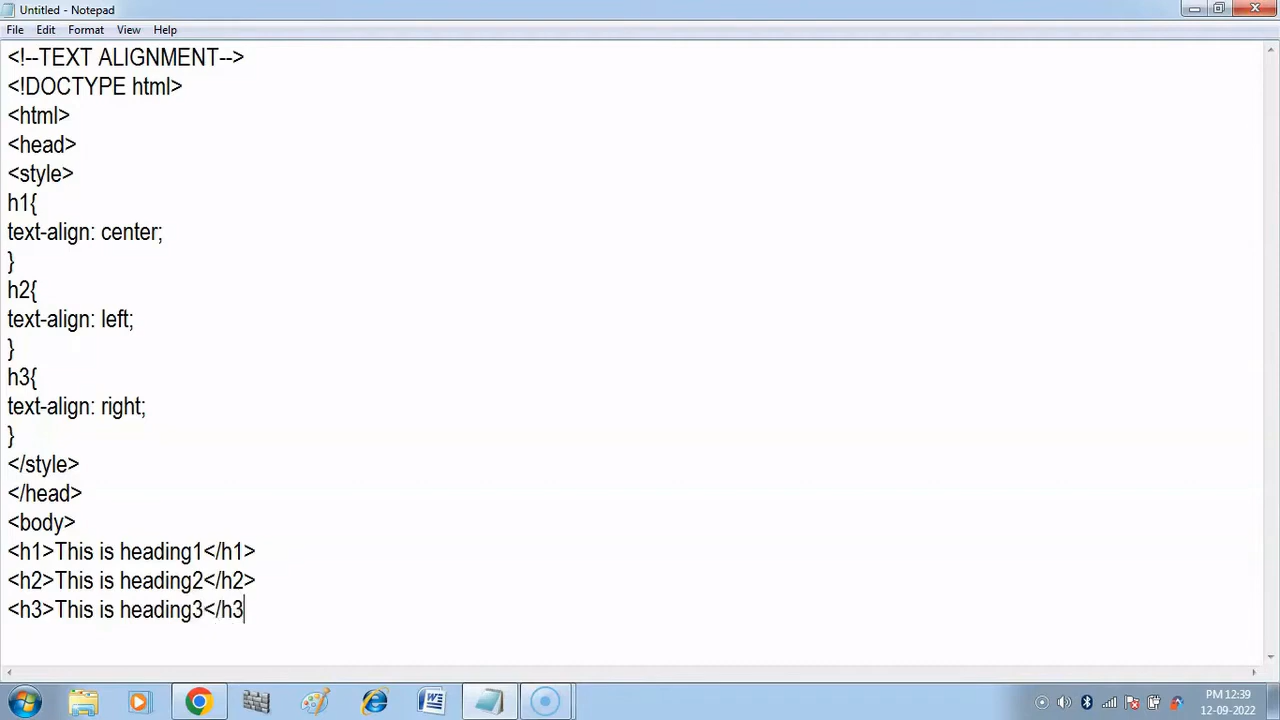 Untitled - Notepad
File Edit Format View Help
<!--TEXT ALIGNMENT-->
<!DOCTYPE html>
<html>
<head>
<style>
h1{
text-align: center;
}
h2{
text-align: left;
}
h3{
text-align: right;
}
</style>
</head>
<body>
<h1>This is heading1</h1>
<h2>This is heading2</h2>
<h3>This is heading3</h3
PM 12:39
12-09-2022